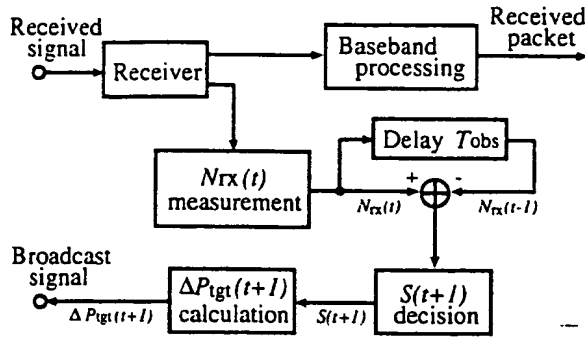 Received signal
Receiver
Baseband processing
Received packet
Nrx(t) measurement
Delay Tobs
+
-
Nrx(t)
Nrx(t-1)
S(t+1) decision
S(t+1)
ΔPtgt(t+1) calculation
ΔPtgt(t+1)
Broadcast signal